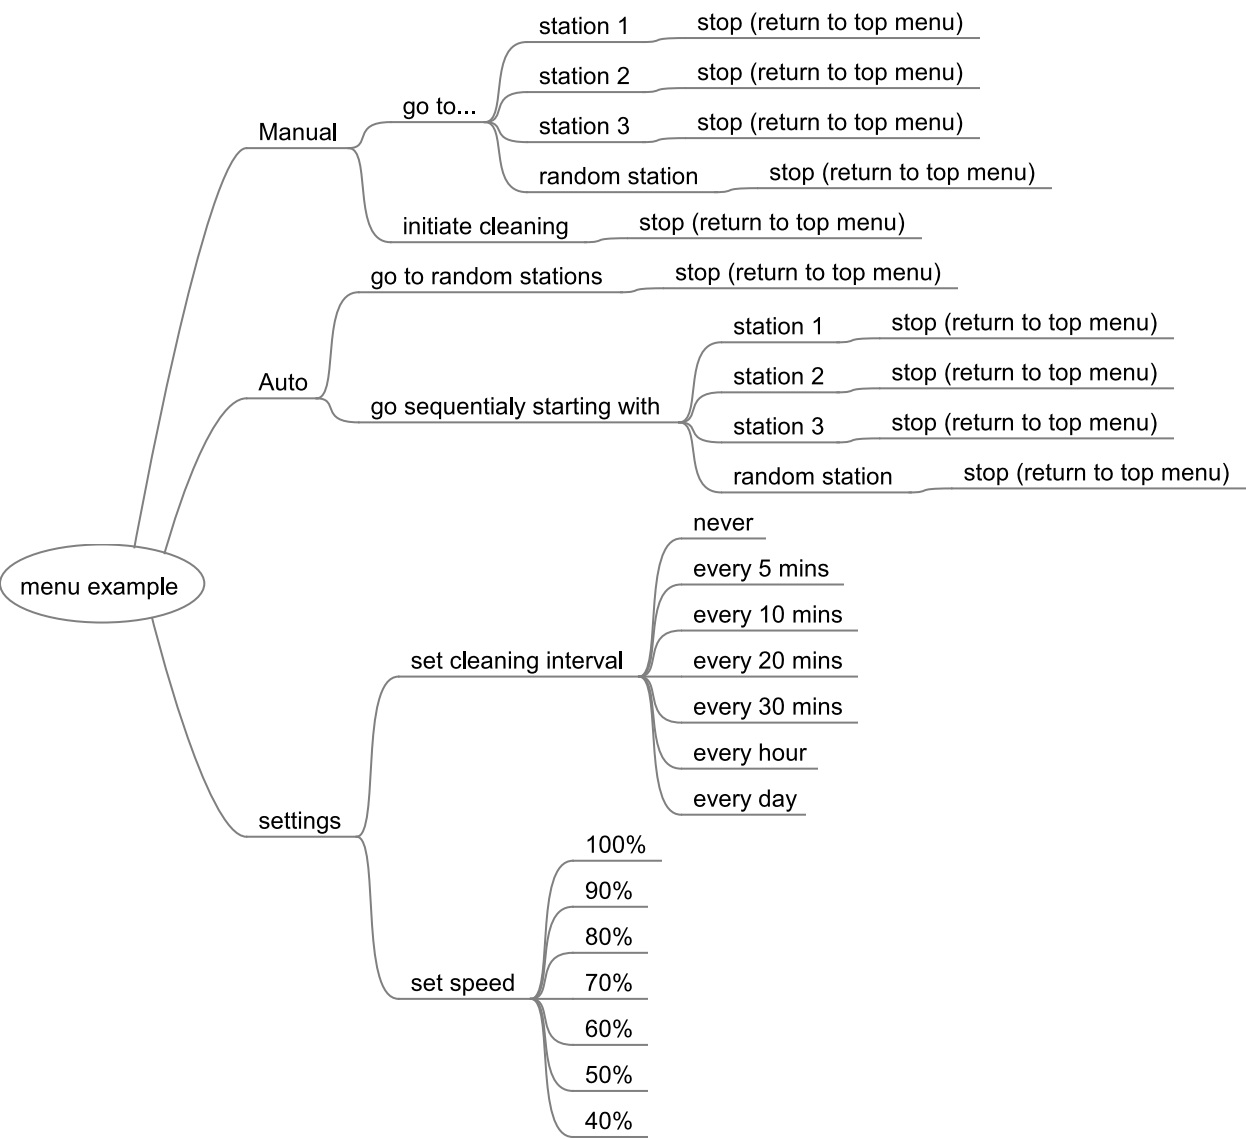 station 1
stop (return to top menu)
station 2
stop (return to top menu)
go to...
station 3
stop (return to top menu)
Manual
random station
stop (return to top menu)
initiate cleaning
stop (return to top menu)
go to random stations
stop (return to top menu)
station 1
stop (return to top menu)
Auto
station 2
stop (return to top menu)
go sequentialy starting with
station 3
stop (return to top menu)
random station
stop (return to top menu)
menu example
never
every 5 mins
every 10 mins
set cleaning interval
every 20 mins
every 30 mins
every hour
every day
settings
100%
90%
80%
set speed
70%
60%
50%
40%